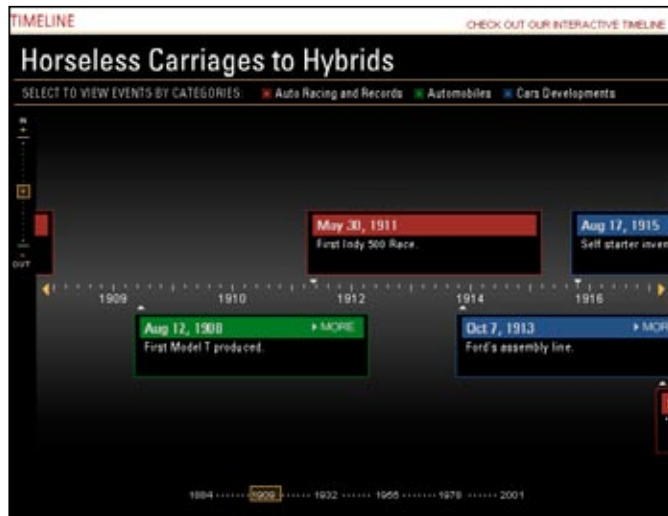 TIMELINE
CHECK OUT OUR INTERACTIVE TIMELINE
Horseless Carriages to Hybrids
SELECT TO VIEW EVENTS BY CATEGORIES: Auto Racing and Records Automobiles Cars Developments
IN
May 30, 1911
First Indy 500 Race.
Aug 17, 1915
Self starter inven
OUT
1909 1910 1912 1914 1916
Aug 12, 1908 MORE
First Model T produced.
Oct 7, 1913 MOR
Ford's assembly line.
1884 1909 1932 1955 1978 2001